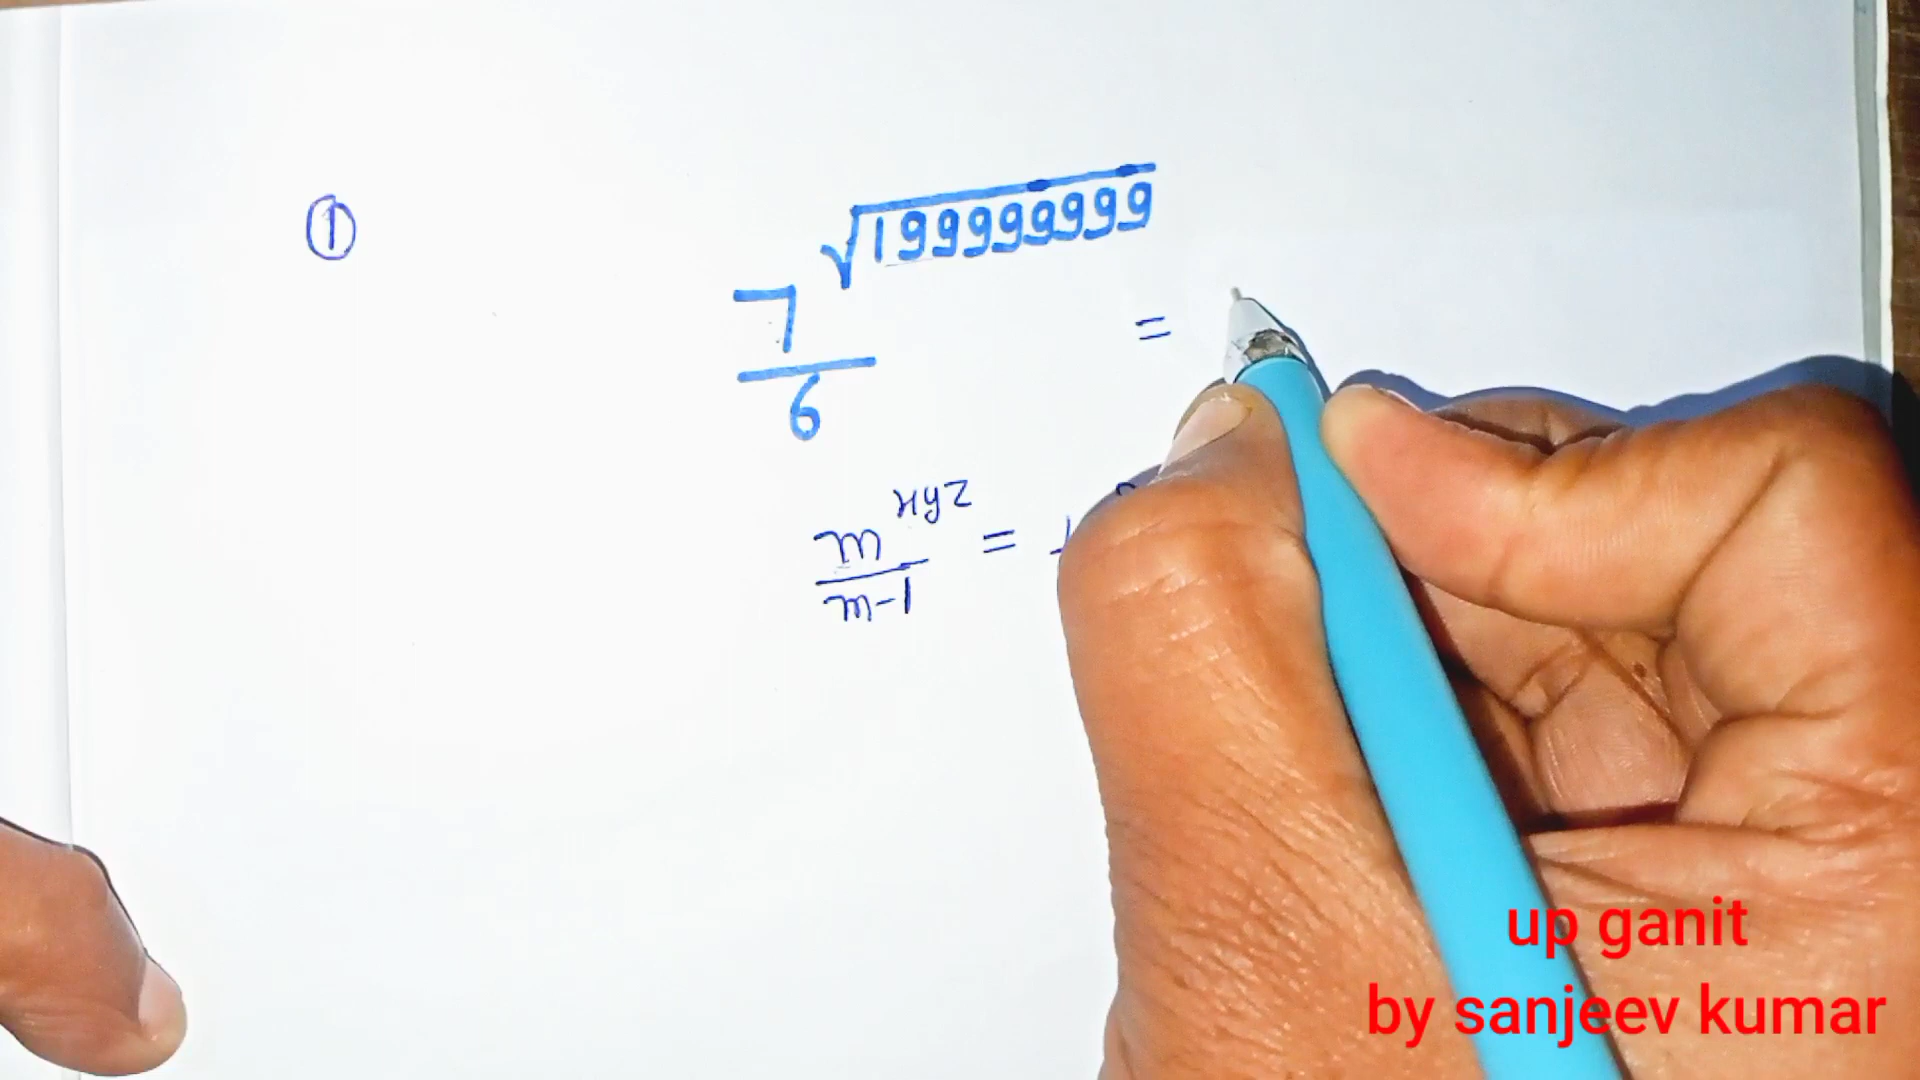 ①
√199999999
7
=
6
m^xyz
= +
m-1
up ganit
by sanjeev kumar